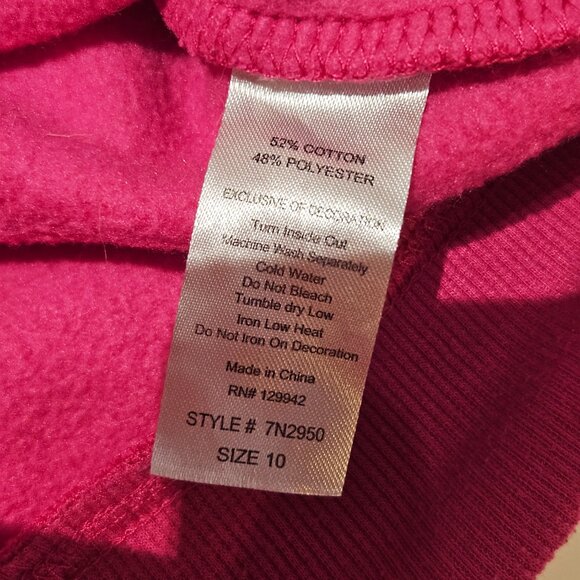 52% COTTON
48% POLYESTER
EXCLUSIVE OF DECORATION
Turn Inside Out
Machine Wash Separately
Cold Water
Do Not Bleach
Tumble dry Low
Iron Low Heat
Do Not Iron On Decoration
Made in China
RN# 129942
STYLE # 7N2950
SIZE 10